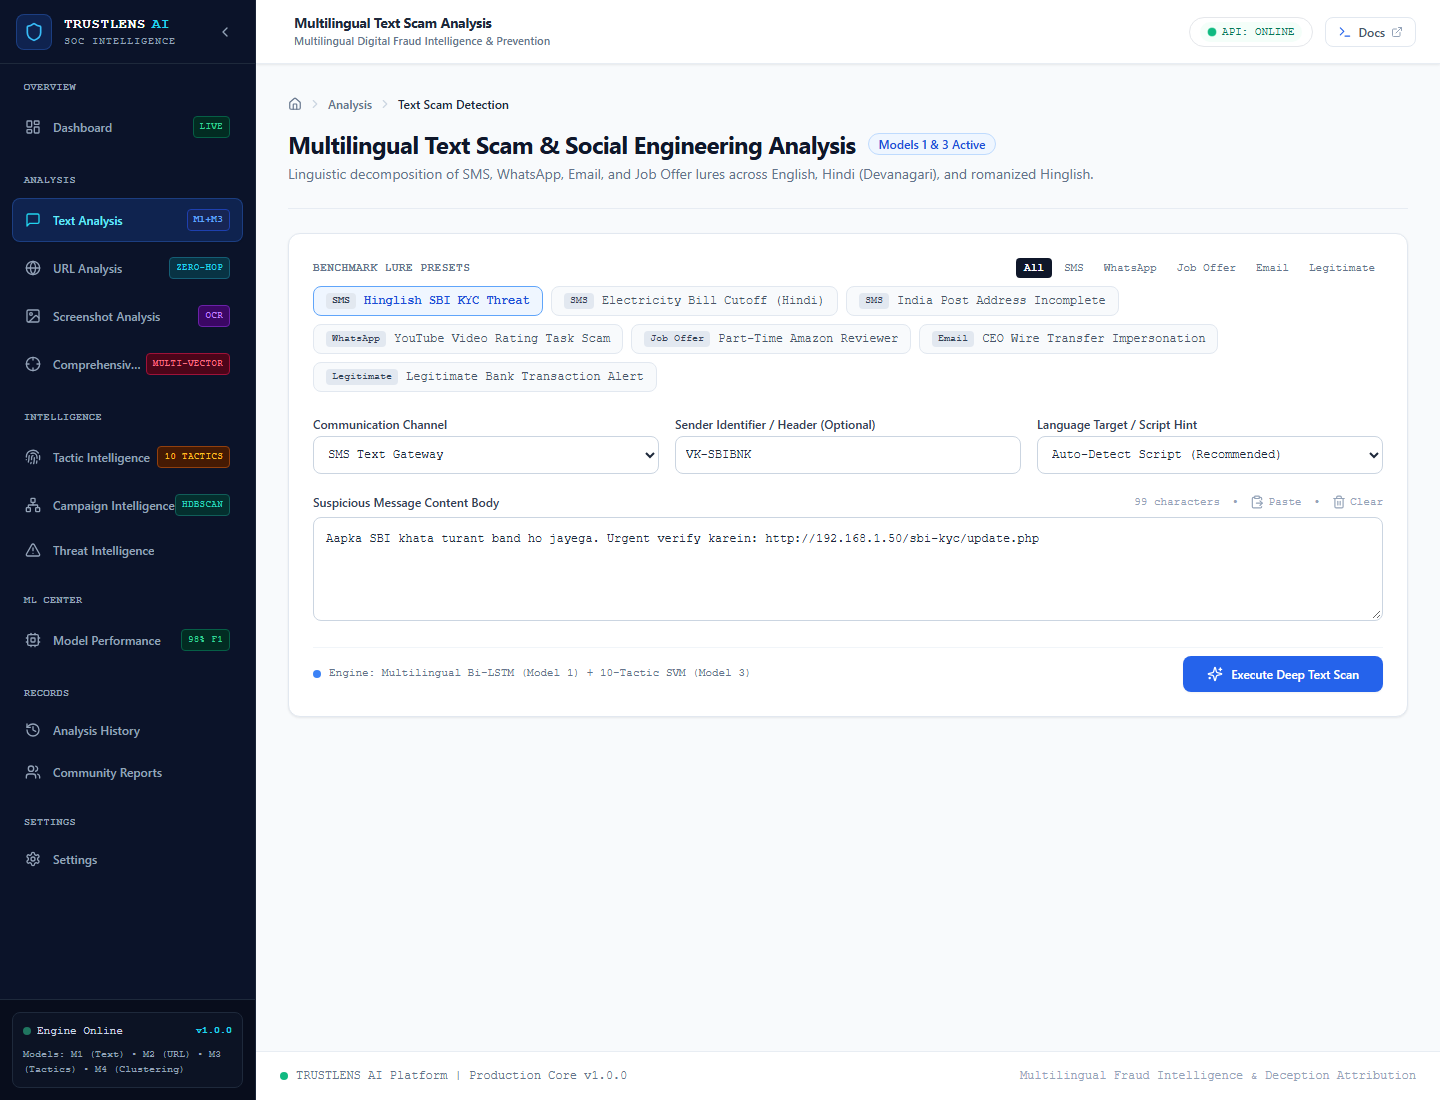 TRUSTLENS AI
SOC INTELLIGENCE
OVERVIEW
Dashboard LIVE
ANALYSIS
Text Analysis M1+M3
URL Analysis ZERO-HOP
Screenshot Analysis OCR
Comprehensiv... MULTI-VECTOR
INTELLIGENCE
Tactic Intelligence 10 TACTICS
Campaign Intelligence HDBSCAN
Threat Intelligence
ML CENTER
Model Performance 98% F1
RECORDS
Analysis History
Community Reports
SETTINGS
Settings
Engine Online v1.0.0
Models: M1 (Text) • M2 (URL) • M3
(Tactics) • M4 (Clustering)
Multilingual Text Scam Analysis
Multilingual Digital Fraud Intelligence & Prevention
API: ONLINE
Docs
Analysis > Text Scam Detection
Multilingual Text Scam & Social Engineering Analysis Models 1 & 3 Active
Linguistic decomposition of SMS, WhatsApp, Email, and Job Offer lures across English, Hindi (Devanagari), and romanized Hinglish.
BENCHMARK LURE PRESETS All SMS WhatsApp Job Offer Email Legitimate
SMS Hinglish SBI KYC Threat SMS Electricity Bill Cutoff (Hindi) SMS India Post Address Incomplete
WhatsApp YouTube Video Rating Task Scam Job Offer Part-Time Amazon Reviewer Email CEO Wire Transfer Impersonation
Legitimate Legitimate Bank Transaction Alert
Communication Channel Sender Identifier / Header (Optional) Language Target / Script Hint
SMS Text Gateway VK-SBIBNK Auto-Detect Script (Recommended)
Suspicious Message Content Body 99 characters • Paste • Clear
Aapka SBI khata turant band ho jayega. Urgent verify karein: http://192.168.1.50/sbi-kyc/update.php
Engine: Multilingual Bi-LSTM (Model 1) + 10-Tactic SVM (Model 3) Execute Deep Text Scan
TRUSTLENS AI Platform | Production Core v1.0.0 Multilingual Fraud Intelligence & Deception Attribution